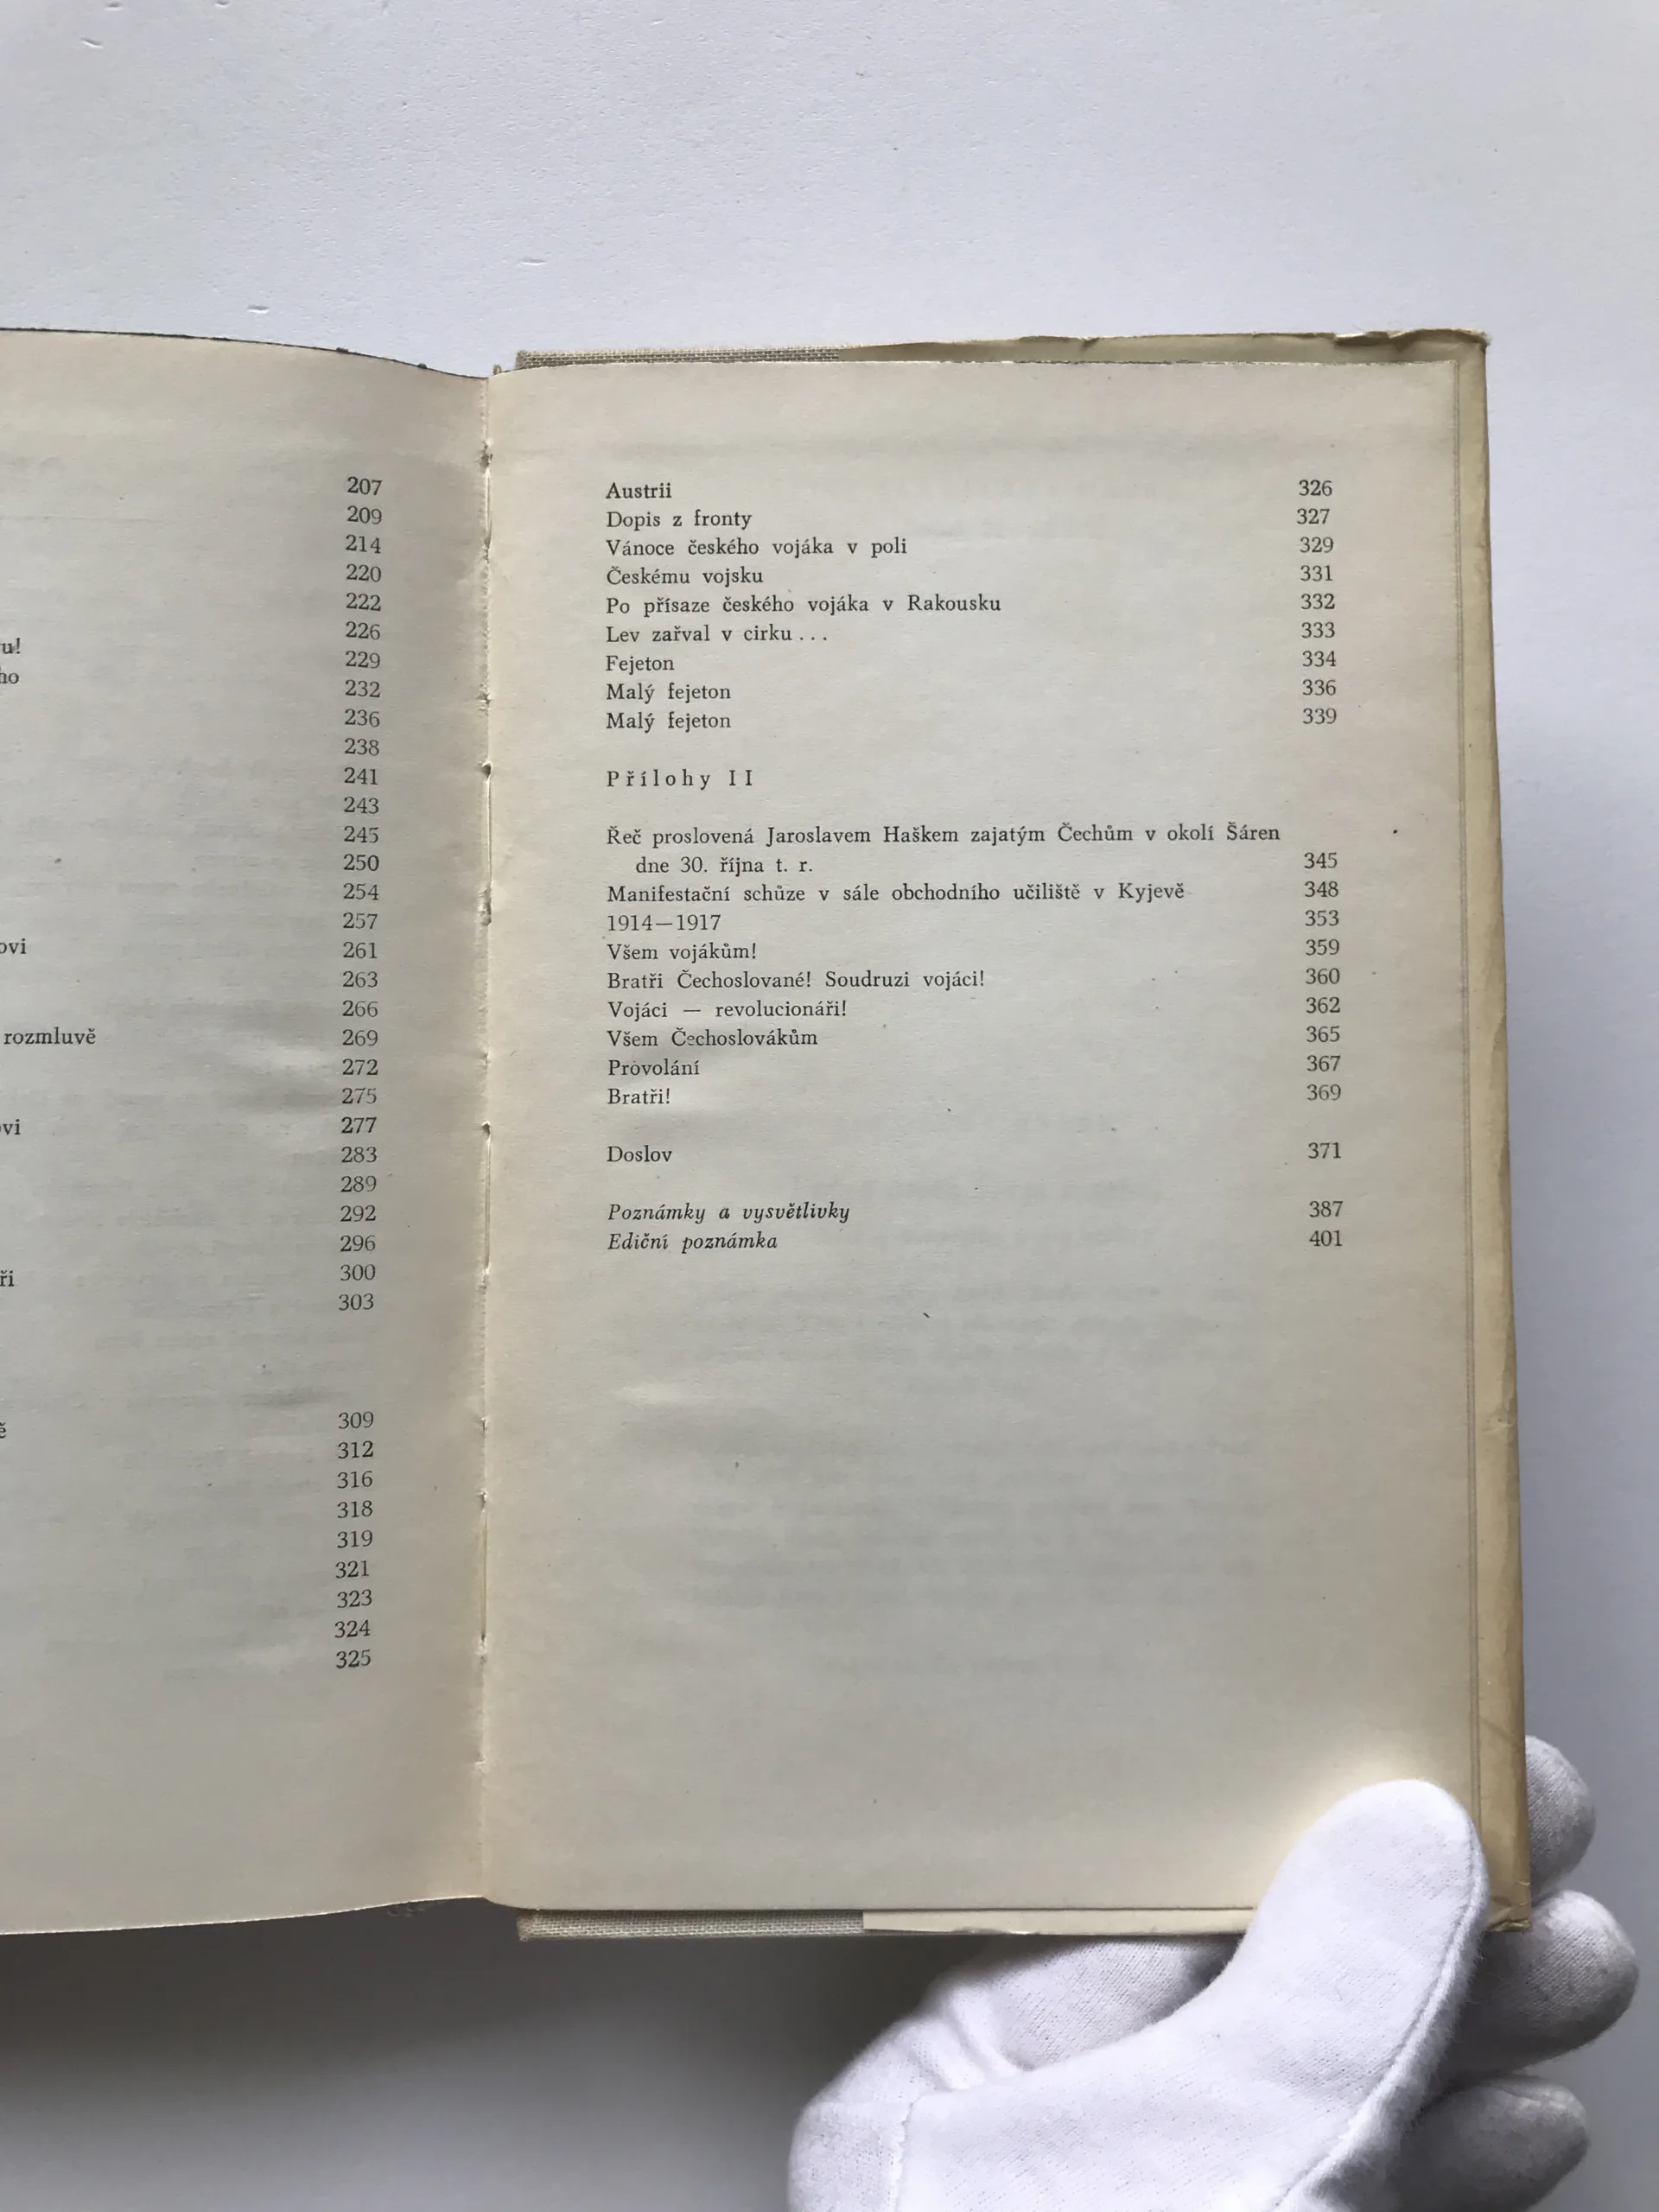 207
209
214
220
222
226
u!
229
ho
232
236
238
241
243
245
250
254
257
ovi
261
263
266
rozmluvě
269
272
275
vi
277
283
289
292
296
ři
300
303
309
ě
312
316
318
319
321
323
324
325
Austrii 326
Dopis z fronty 327
Vánoce českého vojáka v poli 329
Českému vojsku 331
Po přísaze českého vojáka v Rakousku 332
Lev zařval v cirku . . . 333
Fejeton 334
Malý fejeton 336
Malý fejeton 339
Přílohy II
Řeč proslovená Jaroslavem Haškem zajatým Čechům v okolí Šáren
dne 30. října t. r. 345
Manifestační schůze v sále obchodního učiliště v Kyjevě 348
1914—1917 353
Všem vojákům! 359
Bratři Čechoslované! Soudruzi vojáci! 360
Vojáci — revolucionáři! 362
Všem Čechoslovákům 365
Provolání 367
Bratři! 369
Doslov 371
Poznámky a vysvětlivky 387
Ediční poznámka 401